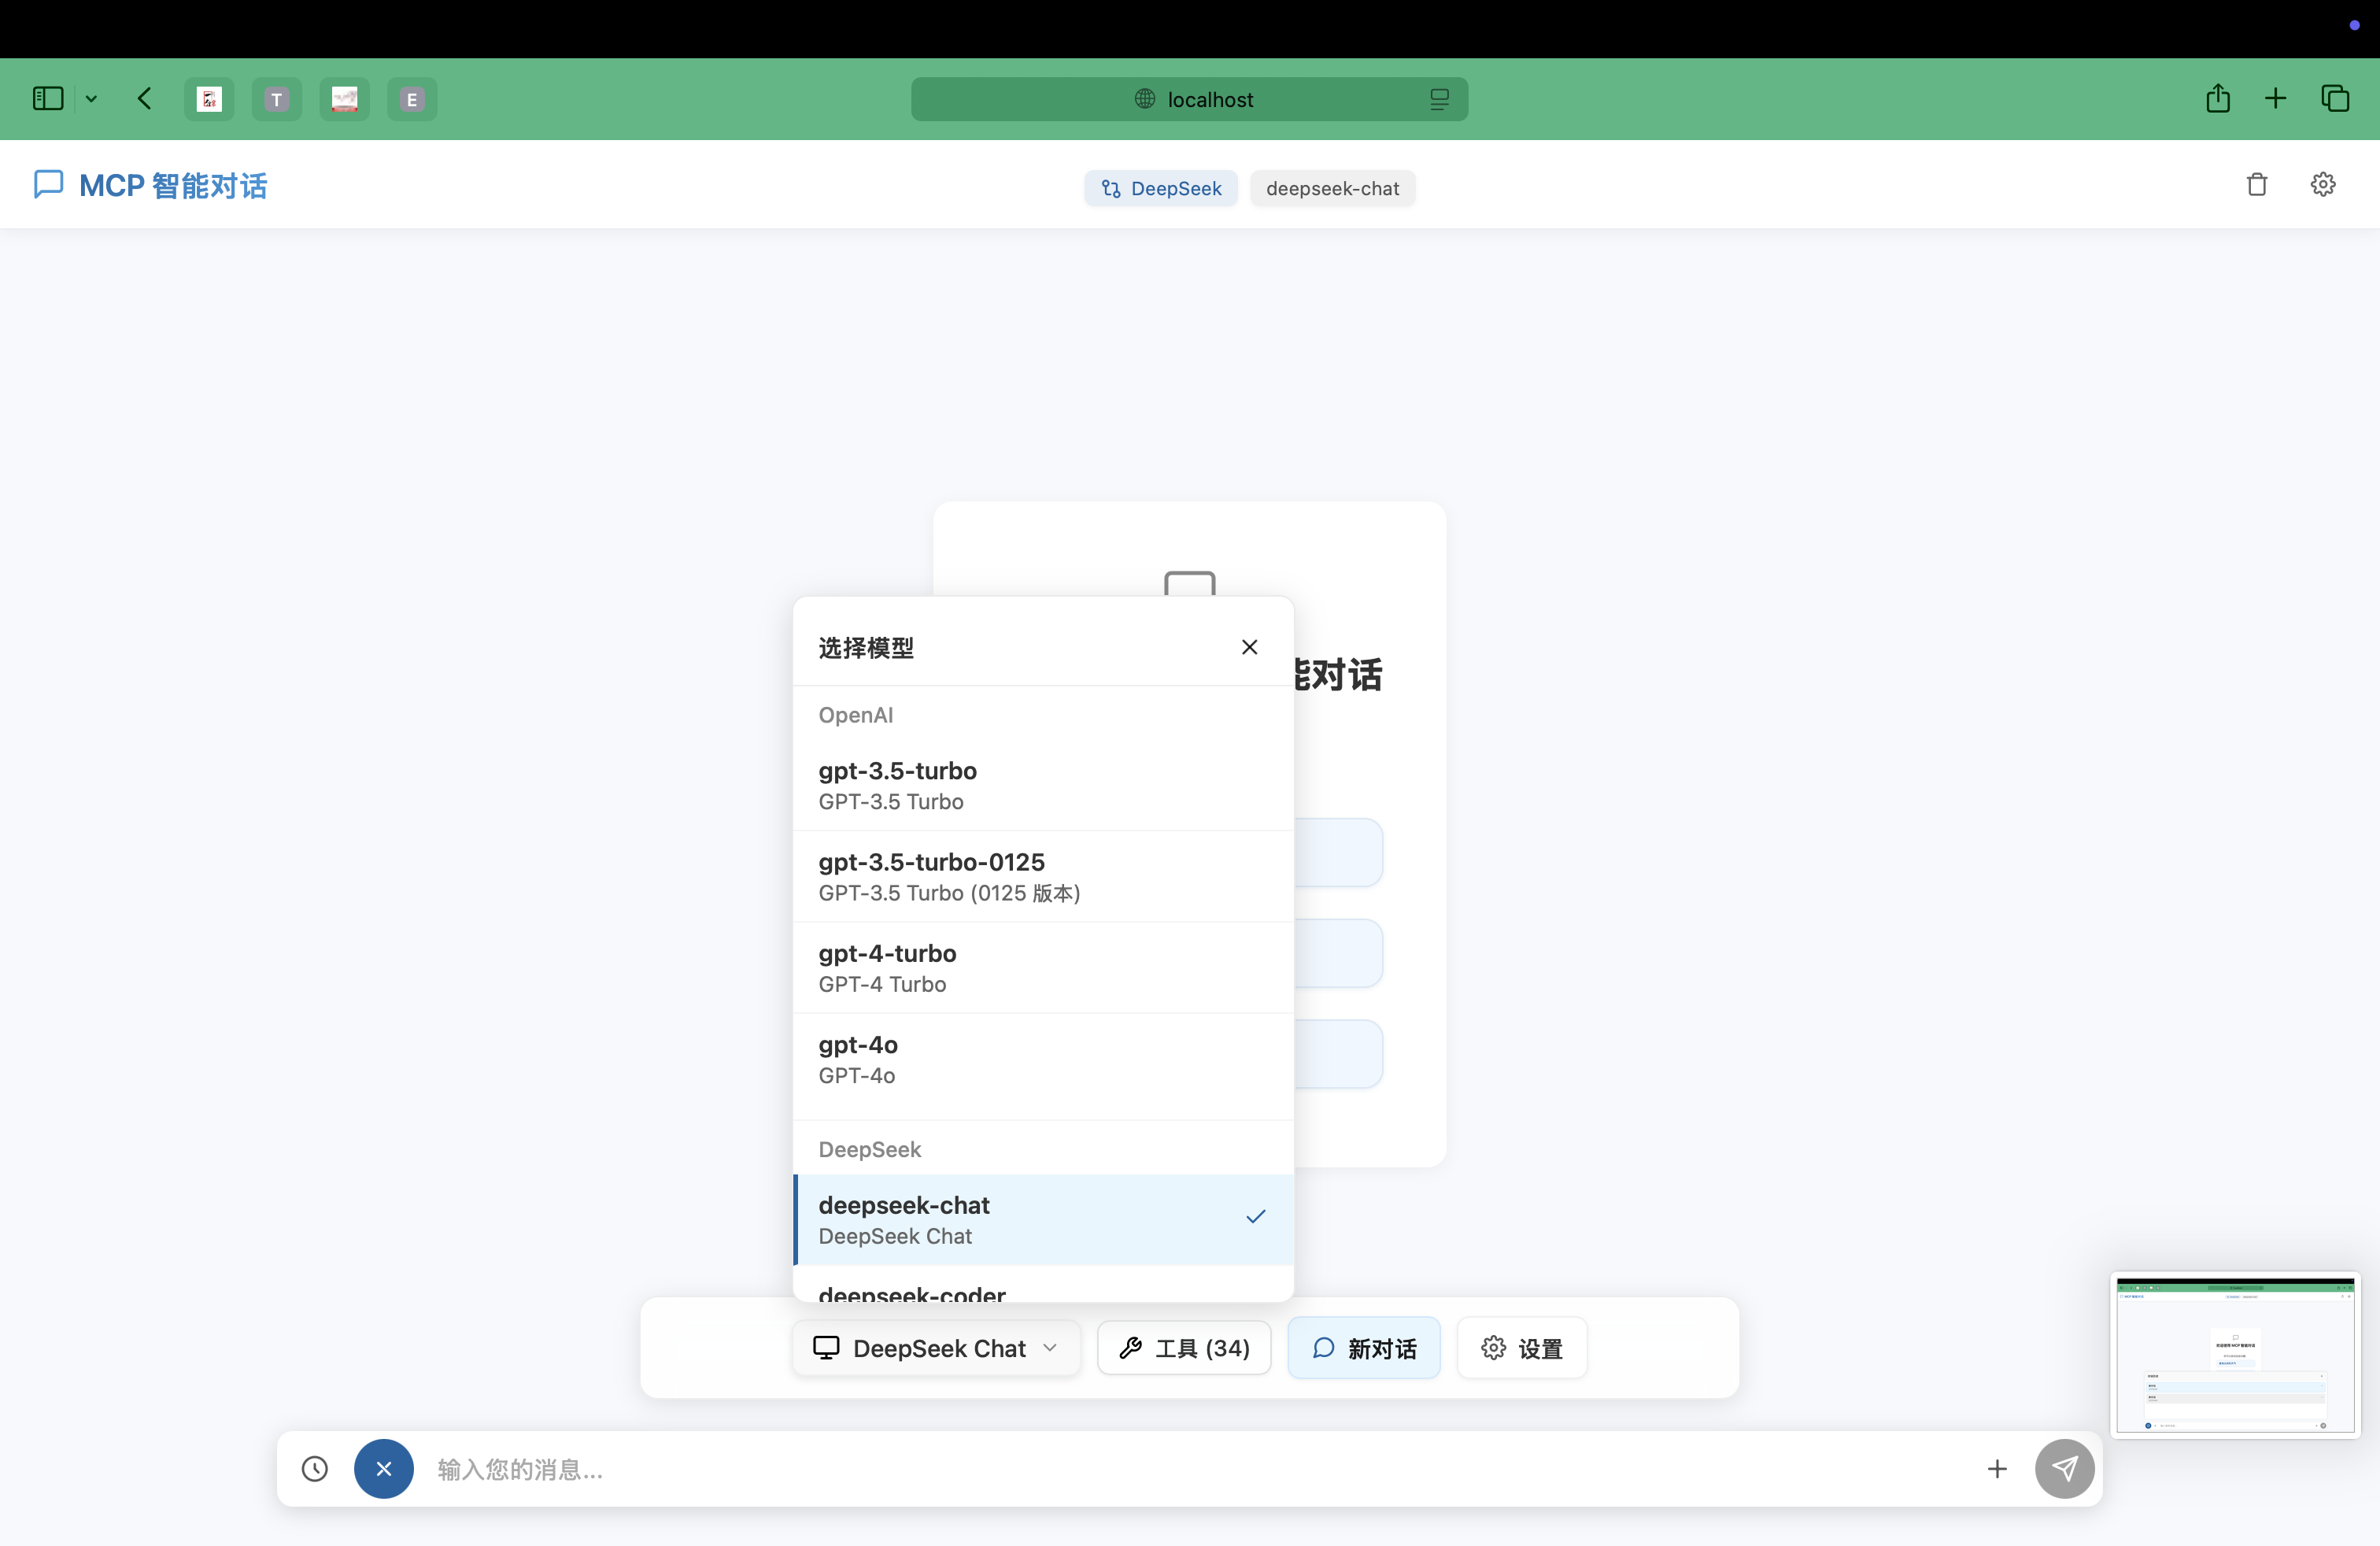 T
E
localhost
MCP 智能对话
DeepSeek
deepseek-chat
能对话
选择模型
OpenAI
gpt-3.5-turbo
GPT-3.5 Turbo
gpt-3.5-turbo-0125
GPT-3.5 Turbo (0125 版本)
gpt-4-turbo
GPT-4 Turbo
gpt-4o
GPT-4o
DeepSeek
deepseek-chat
DeepSeek Chat
deepseek-coder
DeepSeek Chat
工具 (34)
新对话
设置
输入您的消息...